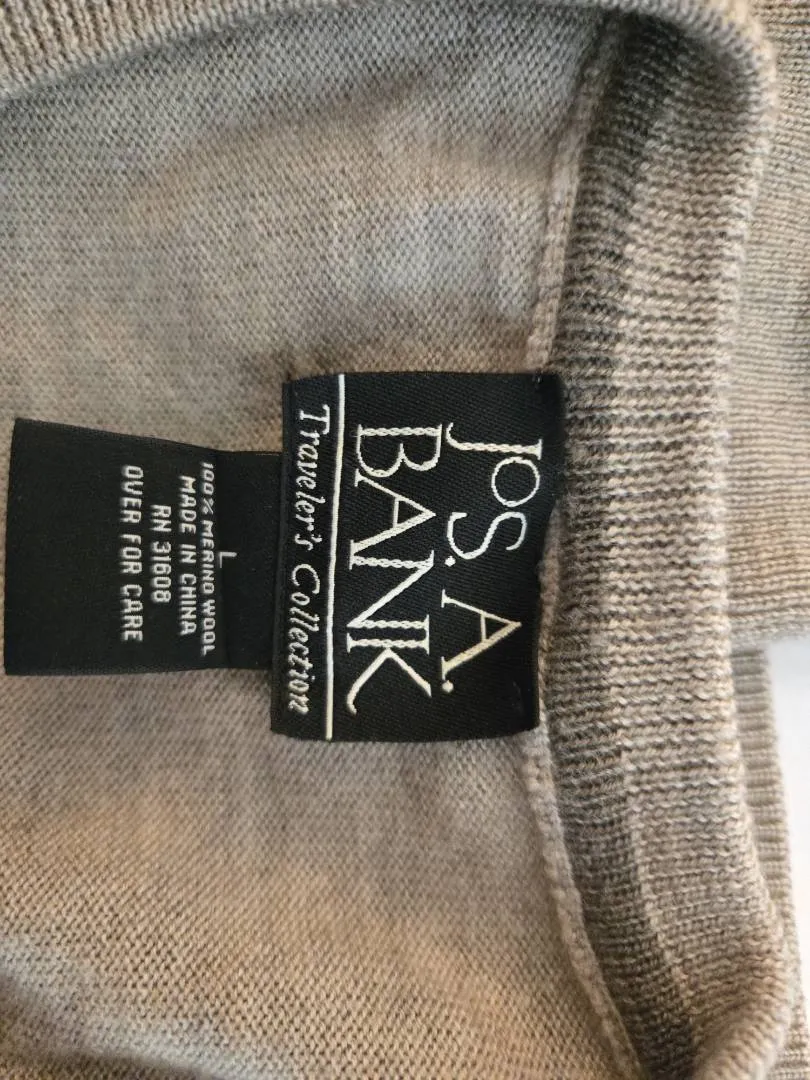 JOS. A.
BANK
Traveler's Collection
L
100% MERINO WOOL
MADE IN CHINA
RN 31608
OVER FOR CARE